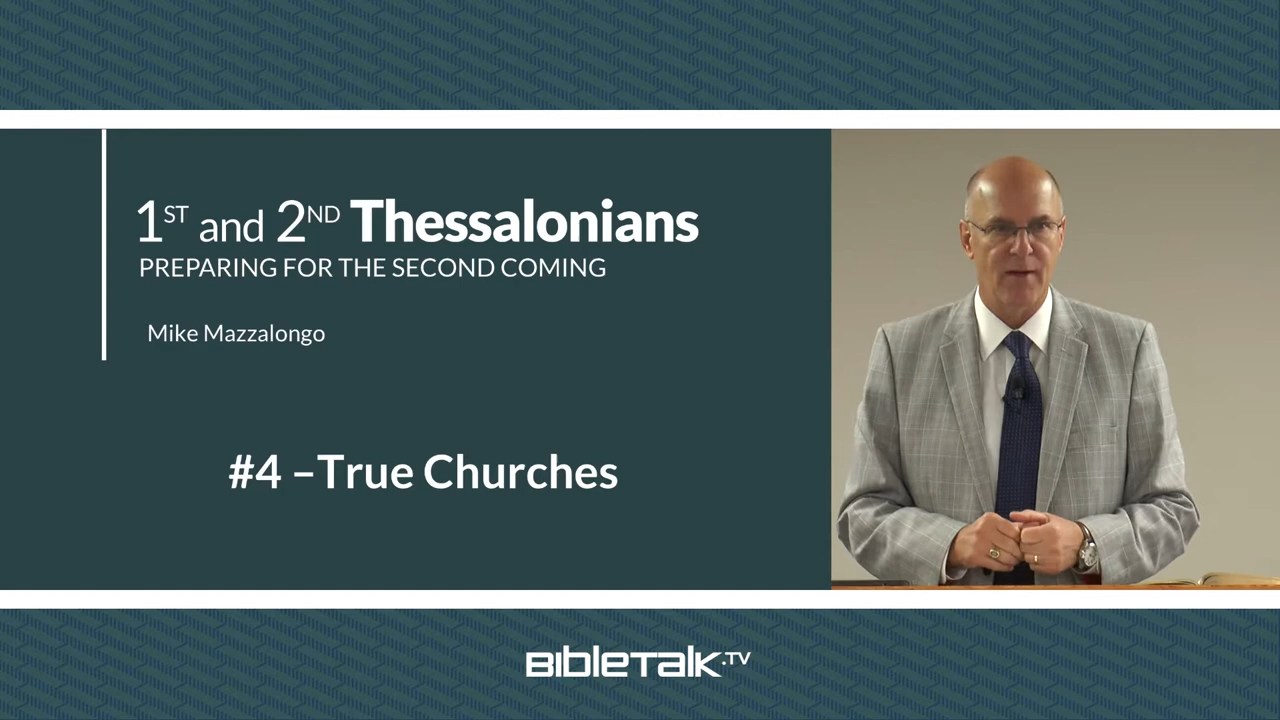 1ST and 2ND Thessalonians
PREPARING FOR THE SECOND COMING
Mike Mazzalongo
#4 –True Churches
BibleTalk.TV